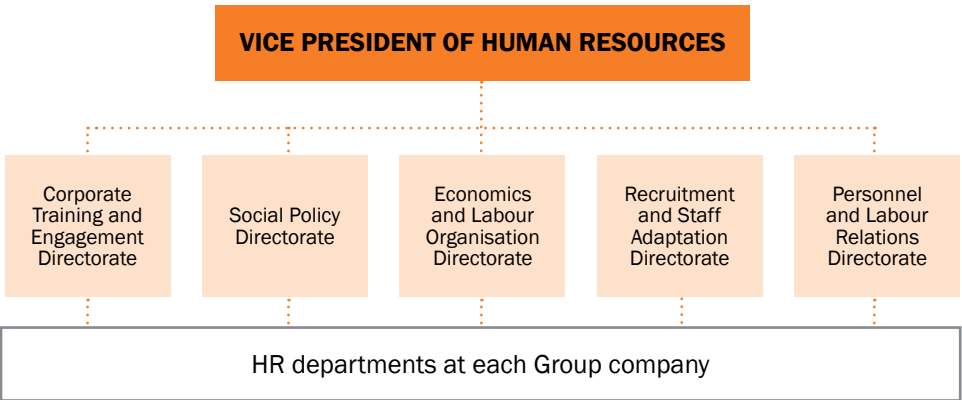 VICE PRESIDENT OF HUMAN RESOURCES
Corporate
Training and
Engagement
Directorate
Social Policy
Directorate
Economics
and Labour
Organisation
Directorate
Recruitment
and Staff
Adaptation
Directorate
Personnel
and Labour
Relations
Directorate
HR departments at each Group company